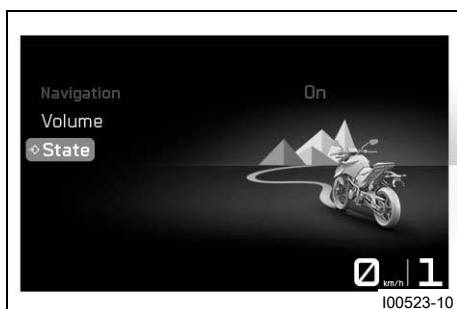 Navigation On
Volume
State
0 km/h 1
I00523-10